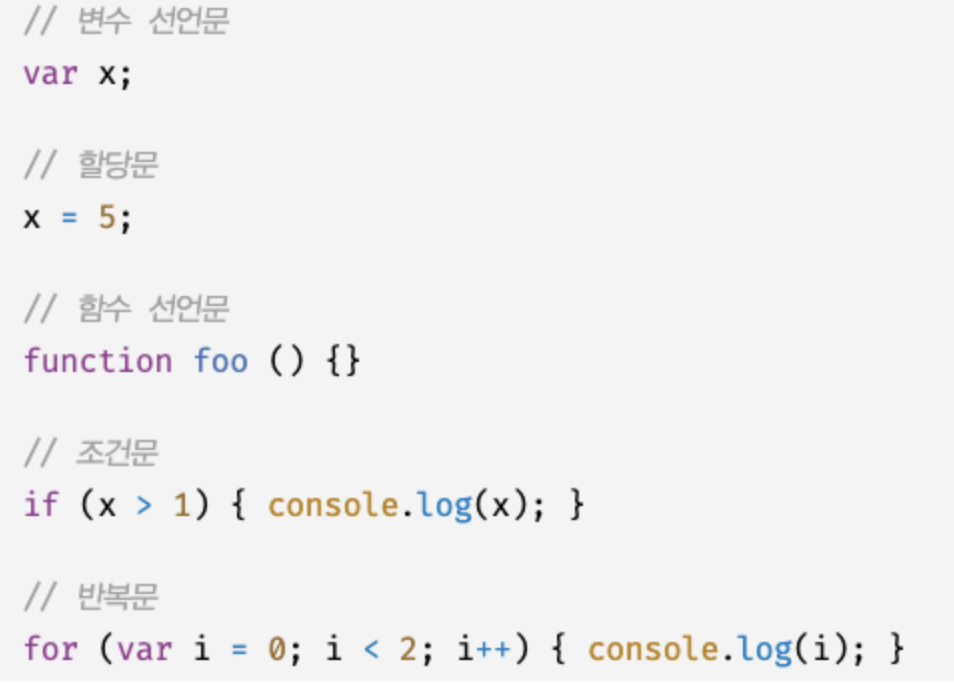 // 변수 선언문
var x;
// 할당문
x = 5;
// 함수 선언문
function foo () {}
// 조건문
if (x > 1) { console.log(x); }
// 반복문
for (var i = 0; i < 2; i++) { console.log(i); }